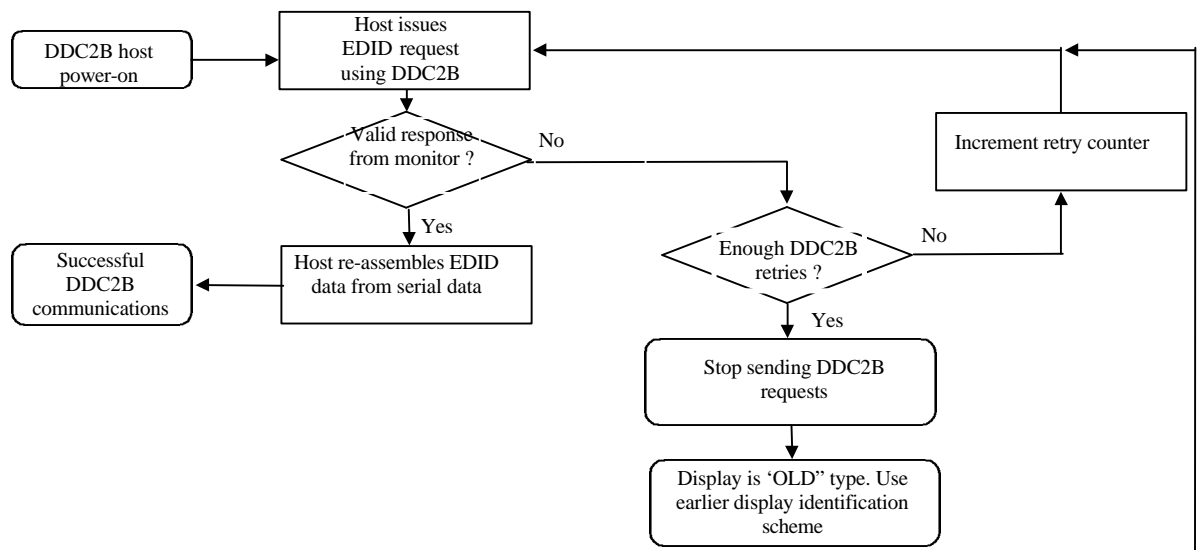 DDC2B host
power-on
Host issues
EDID request
using DDC2B
Valid response
from monitor ?
No
Yes
Host re-assembles EDID
data from serial data
Successful
DDC2B
communications
Increment retry counter
Enough DDC2B
retries ?
No
Yes
Stop sending DDC2B
requests
Display is ‘OLD” type. Use
earlier display identification
scheme